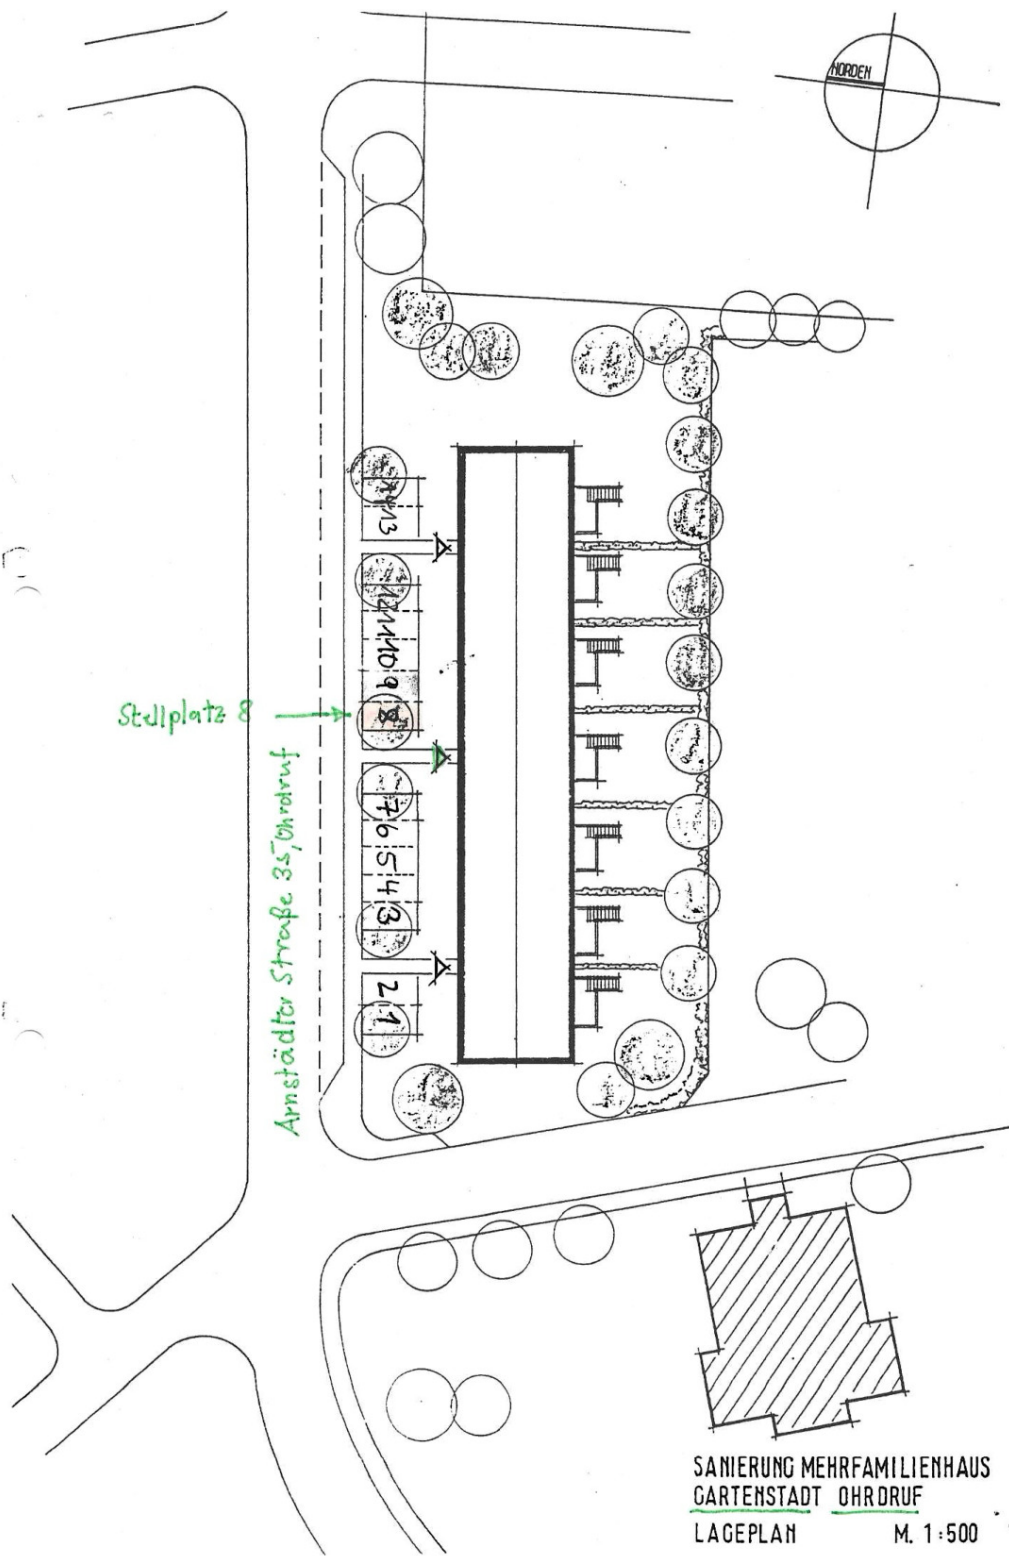 NORDEN
14 13
12 11 10 9 8
Stellplatz 8
Arnstädter Straße 35, Ohrdruf
7 6 5 4 3
2 1
SANIERUNG MEHRFAMILIENHAUS
GARTENSTADT OHRDRUF
LAGEPLAN M. 1:500